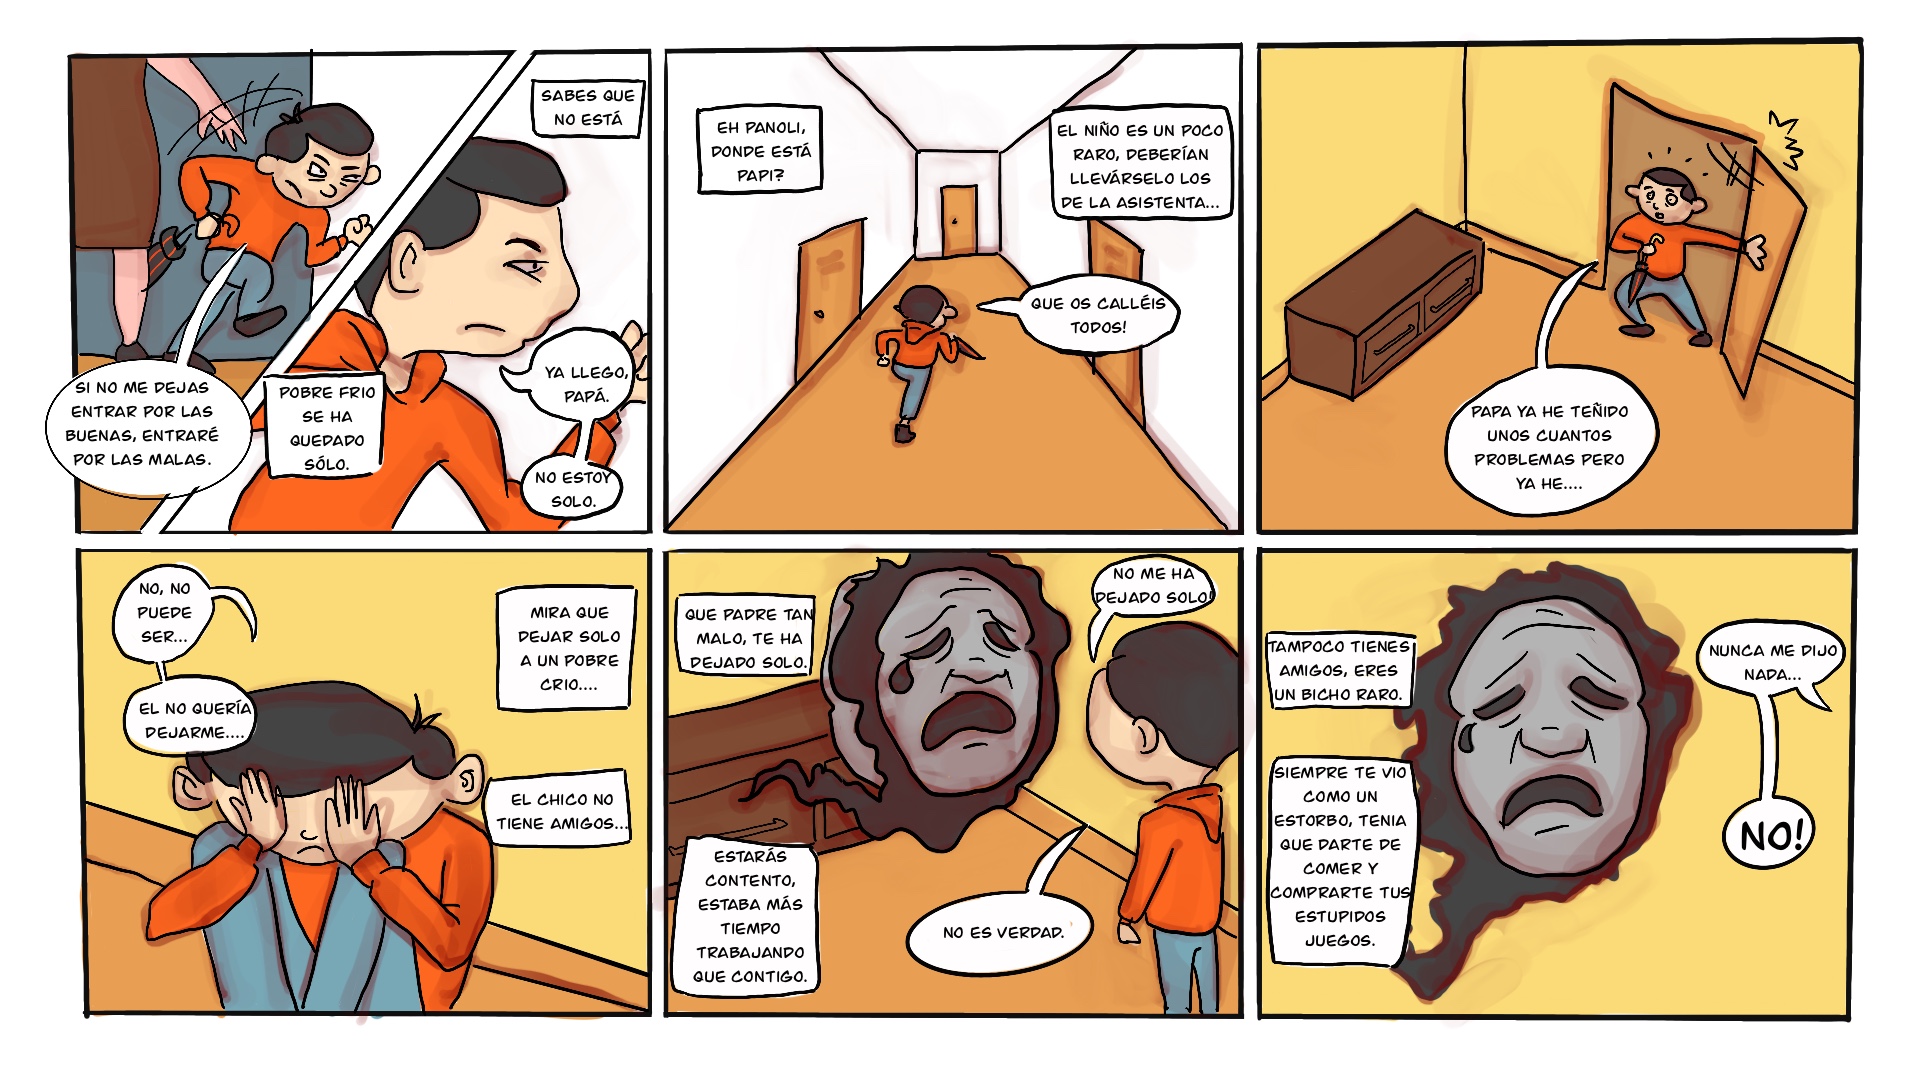 SI NO ME DEJAS
ENTRAR POR LAS
BUENAS, ENTRARÉ
POR LAS MALAS.
SABES QUE
NO ESTÁ
POBRE FRIO
SE HA
QUEDADO
SÓLO.
YA LLEGO,
PAPÁ.
NO ESTOY
SOLO.
EH PANOLI,
DONDE ESTÁ
PAPI?
EL NIÑO ES UN POCO
RARO, DEBERÍAN
LLEVÁRSELO LOS
DE LA ASISTENTA...
QUE OS CALLÉIS
TODOS!
PAPA YA HE TEÑIDO
UNOS CUANTOS
PROBLEMAS PERO
YA HE....
NO, NO
PUEDE
SER...
EL NO QUERÍA
DEJARME....
MIRA QUE
DEJAR SOLO
A UN POBRE
CRIO....
EL CHICO NO
TIENE AMIGOS...
QUE PADRE TAN
MALO, TE HA
DEJADO SOLO.
NO ME HA
DEJADO SOLO!
ESTARÁS
CONTENTO,
ESTABA MÁS
TIEMPO
TRABAJANDO
QUE CONTIGO.
NO ES VERDAD.
TAMPOCO TIENES
AMIGOS, ERES
UN BICHO RARO.
SIEMPRE TE VIO
COMO UN
ESTORBO, TENIA
QUE DARTE DE
COMER Y
COMPRARTE TUS
ESTUPIDOS
JUEGOS.
NUNCA ME DIJO
NADA...
NO!